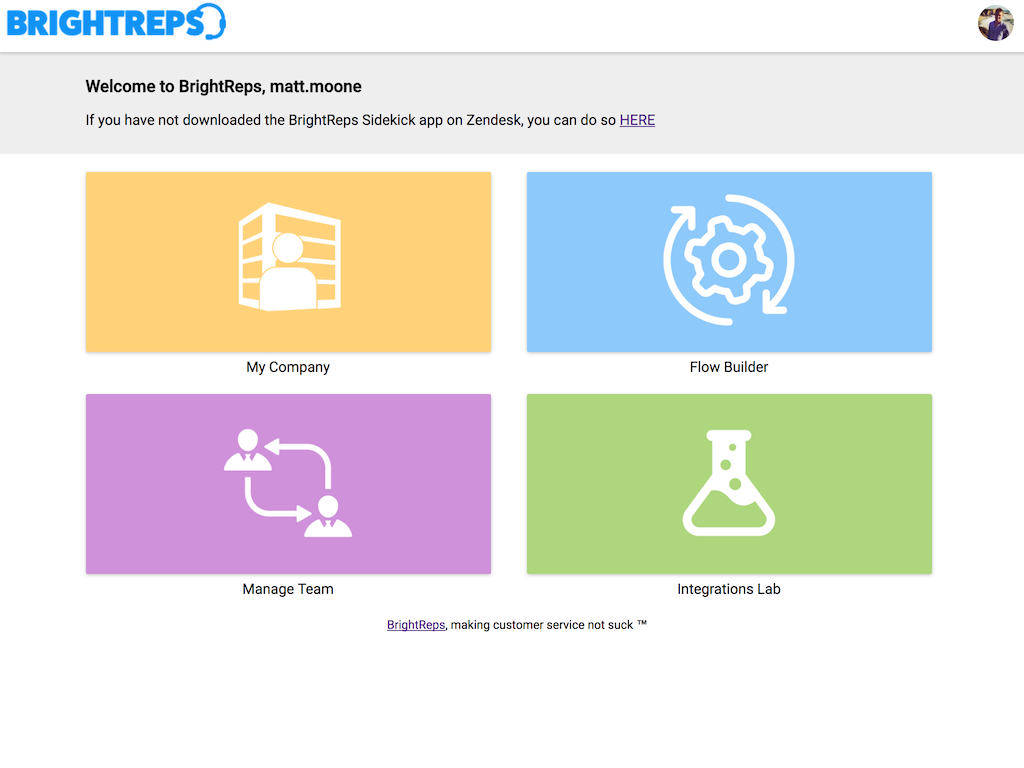 BRIGHTREPS
Welcome to BrightReps, matt.moone
If you have not downloaded the BrightReps Sidekick app on Zendesk, you can do so HERE
My Company
Flow Builder
Manage Team
Integrations Lab
BrightReps, making customer service not suck ™